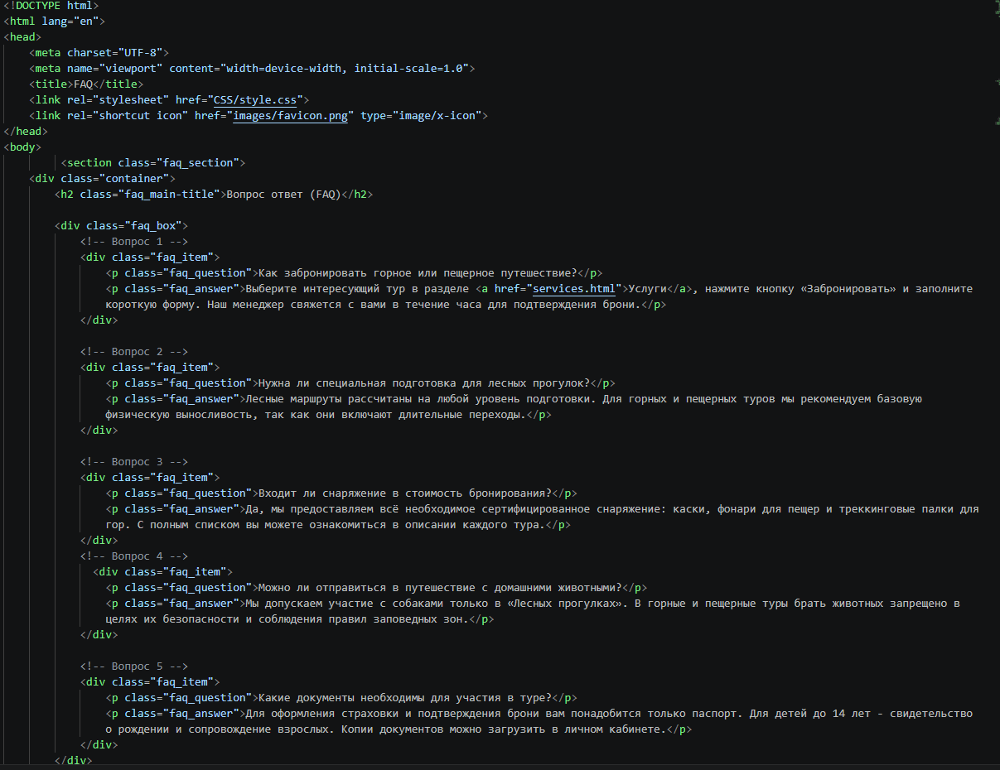 <!DOCTYPE html>
<html lang="en">
<head>
    <meta charset="UTF-8">
    <meta name="viewport" content="width=device-width, initial-scale=1.0">
    <title>FAQ</title>
    <link rel="stylesheet" href="CSS/style.css">
    <link rel="shortcut icon" href="images/favicon.png" type="image/x-icon">
</head>
<body>
         <section class="faq_section">
    <div class="container">
        <h2 class="faq_main-title">Вопрос ответ (FAQ)</h2>

        <div class="faq_box">
            <!-- Вопрос 1 -->
            <div class="faq_item">
                <p class="faq_question">Как забронировать горное или пещерное путешествие?</p>
                <p class="faq_answer">Выберите интересующий тур в разделе <a href="services.html">Услуги</a>, нажмите кнопку «Забронировать» и заполните
                короткую форму. Наш менеджер свяжется с вами в течение часа для подтверждения брони.</p>
            </div>

            <!-- Вопрос 2 -->
            <div class="faq_item">
                <p class="faq_question">Нужна ли специальная подготовка для лесных прогулок?</p>
                <p class="faq_answer">Лесные маршруты рассчитаны на любой уровень подготовки. Для горных и пещерных туров мы рекомендуем базовую
                физическую выносливость, так как они включают длительные переходы.</p>
            </div>

            <!-- Вопрос 3 -->
            <div class="faq_item">
                <p class="faq_question">Входит ли снаряжение в стоимость бронирования?</p>
                <p class="faq_answer">Да, мы предоставляем всё необходимое сертифицированное снаряжение: каски, фонари для пещер и треккинговые палки для
                гор. С полным списком вы можете ознакомиться в описании каждого тура.</p>
            </div>
            <!-- Вопрос 4 -->
              <div class="faq_item">
                <p class="faq_question">Можно ли отправиться в путешествие с домашними животными?</p>
                <p class="faq_answer">Мы допускаем участие с собаками только в «Лесных прогулках». В горные и пещерные туры брать животных запрещено в
                целях их безопасности и соблюдения правил заповедных зон.</p>
            </div>

            <!-- Вопрос 5 -->
            <div class="faq_item">
                <p class="faq_question">Какие документы необходимы для участия в туре?</p>
                <p class="faq_answer">Для оформления страховки и подтверждения брони вам понадобится только паспорт. Для детей до 14 лет - свидетельство
                о рождении и сопровождение взрослых. Копии документов можно загрузить в личном кабинете.</p>
            </div>
        </div>